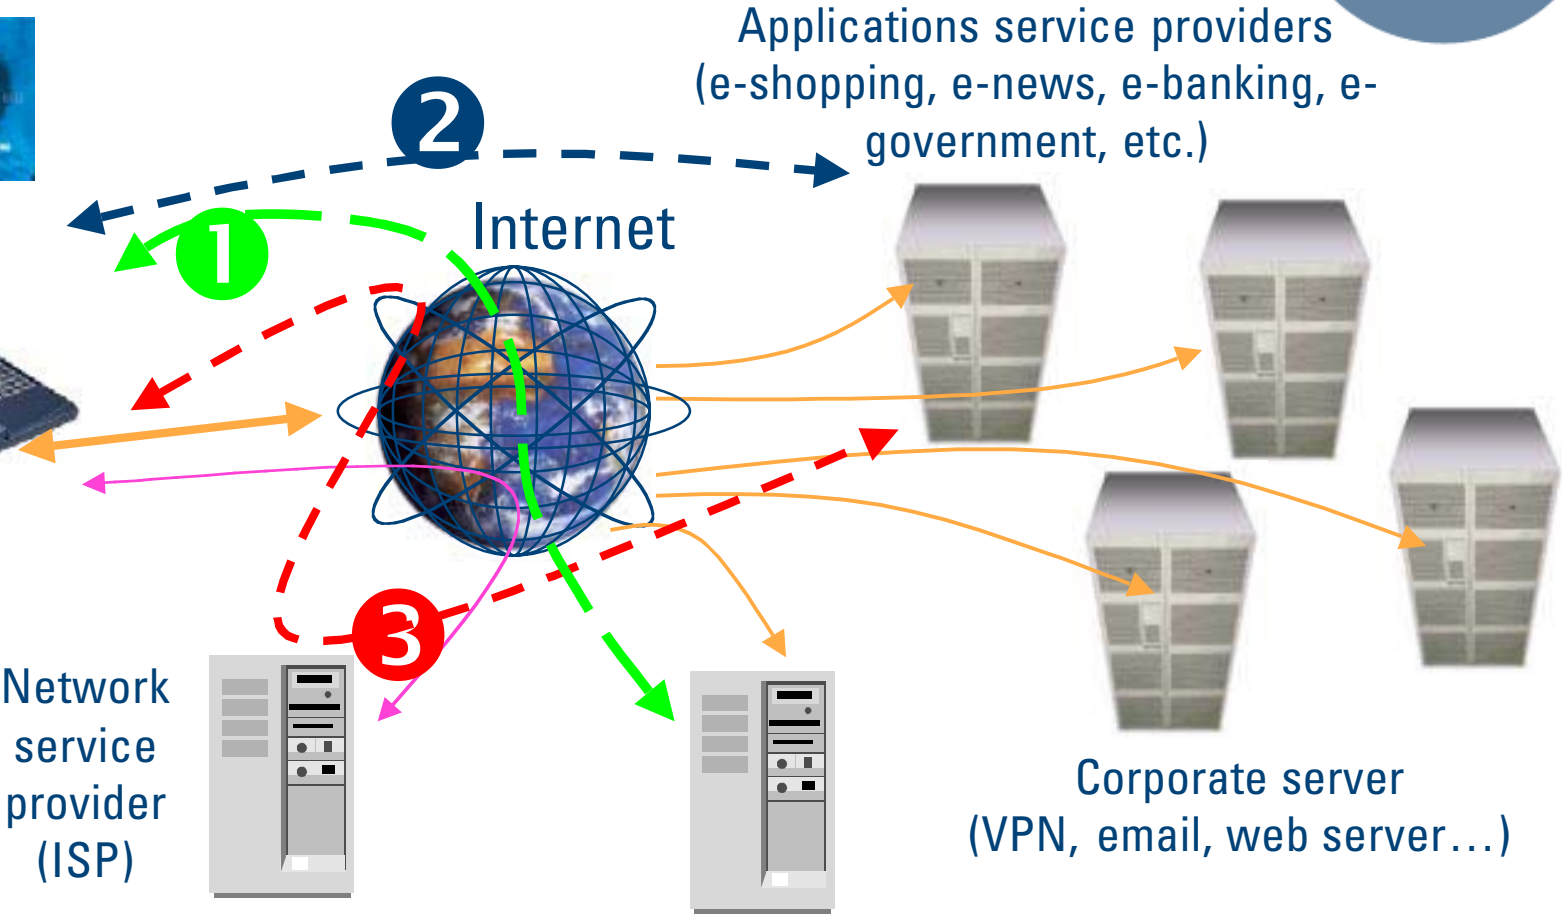 Applications service providers
(e-shopping, e-news, e-banking, e-
government, etc.)
2
1
Internet
3
Network
service
provider
(ISP)
Corporate server
(VPN, email, web server...)